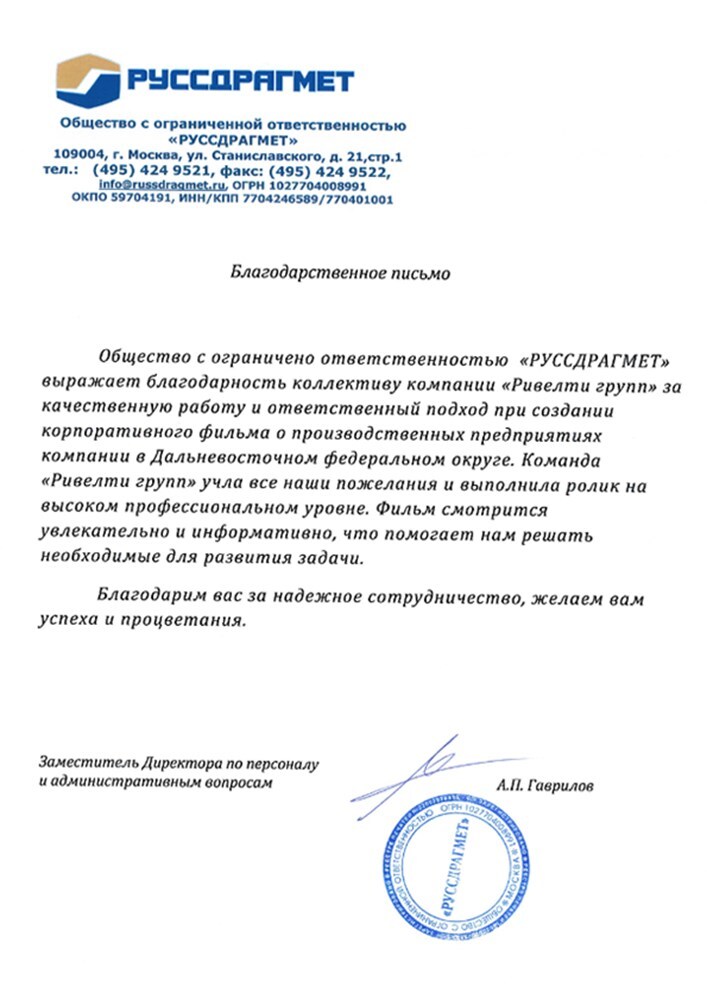 РУССДРАГМЕТ
Общество с ограниченной ответственностью
«РУССДРАГМЕТ»
109004, г. Москва, ул. Станиславского, д. 21,стр.1
тел.: (495) 424 9521, факс: (495) 424 9522,
info@russdragmet.ru, ОГРН 1027704008991
ОКПО 59704191, ИНН/КПП 7704246589/770401001
Благодарственное письмо
Общество с ограничено ответственностью «РУССДРАГМЕТ»
выражает благодарность коллективу компании «Ривелти групп» за
качественную работу и ответственный подход при создании
корпоративного фильма о производственных предприятиях
компании в Дальневосточном федеральном округе. Команда
«Ривелти групп» учла все наши пожелания и выполнила ролик на
высоком профессиональном уровне. Фильм смотрится
увлекательно и информативно, что помогает нам решать
необходимые для развития задачи.
Благодарим вас за надежное сотрудничество, желаем вам
успеха и процветания.
Заместитель Директора по персоналу
и административным вопросам
А.П. Гаврилов
ОБЩЕСТВО С ОГРАНИЧЕННОЙ ОТВЕТСТВЕННОСТЬЮ ОГРН 1027704008991 МОСКВА
«РУССДРАГМЕТ»